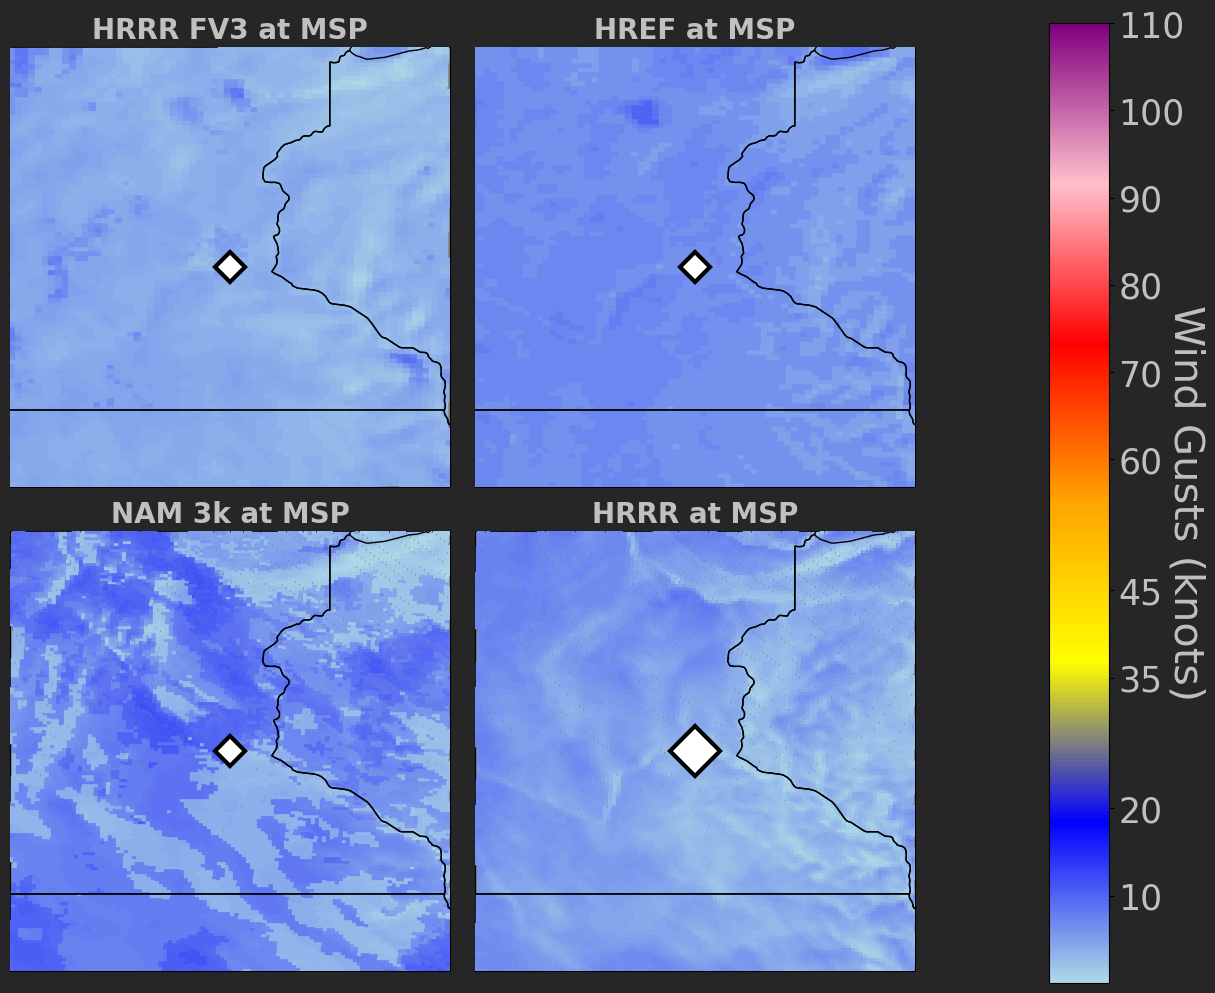 HRRR FV3 at MSP
HREF at MSP
NAM 3k at MSP
HRRR at MSP
110
100
90
80
70
60
45
35
20
10
Wind Gusts (knots)